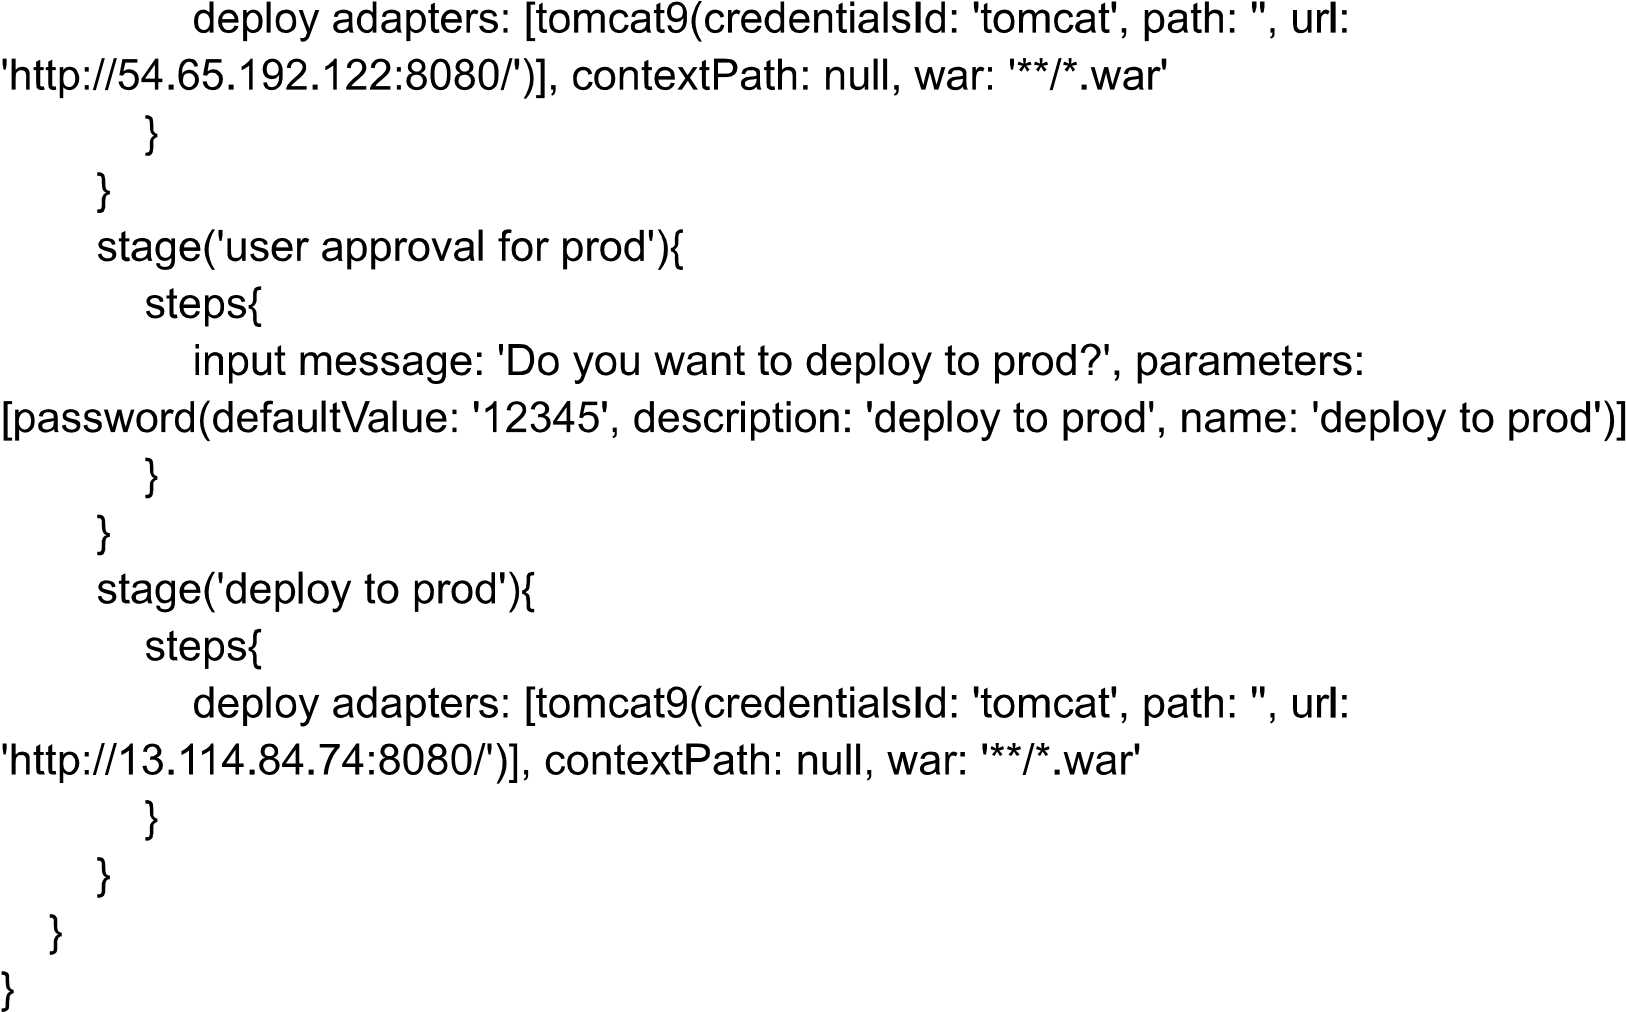 deploy adapters: [tomcat9(credentialsId: 'tomcat', path: '', url:
'http://54.65.192.122:8080/')], contextPath: null, war: '**/*.war'
}
}
stage('user approval for prod'){
steps{
input message: 'Do you want to deploy to prod?', parameters:
[password(defaultValue: '12345', description: 'deploy to prod', name: 'deploy to prod')]
}
}
stage('deploy to prod'){
steps{
deploy adapters: [tomcat9(credentialsId: 'tomcat', path: '', url:
'http://13.114.84.74:8080/')], contextPath: null, war: '**/*.war'
}
}
}
}